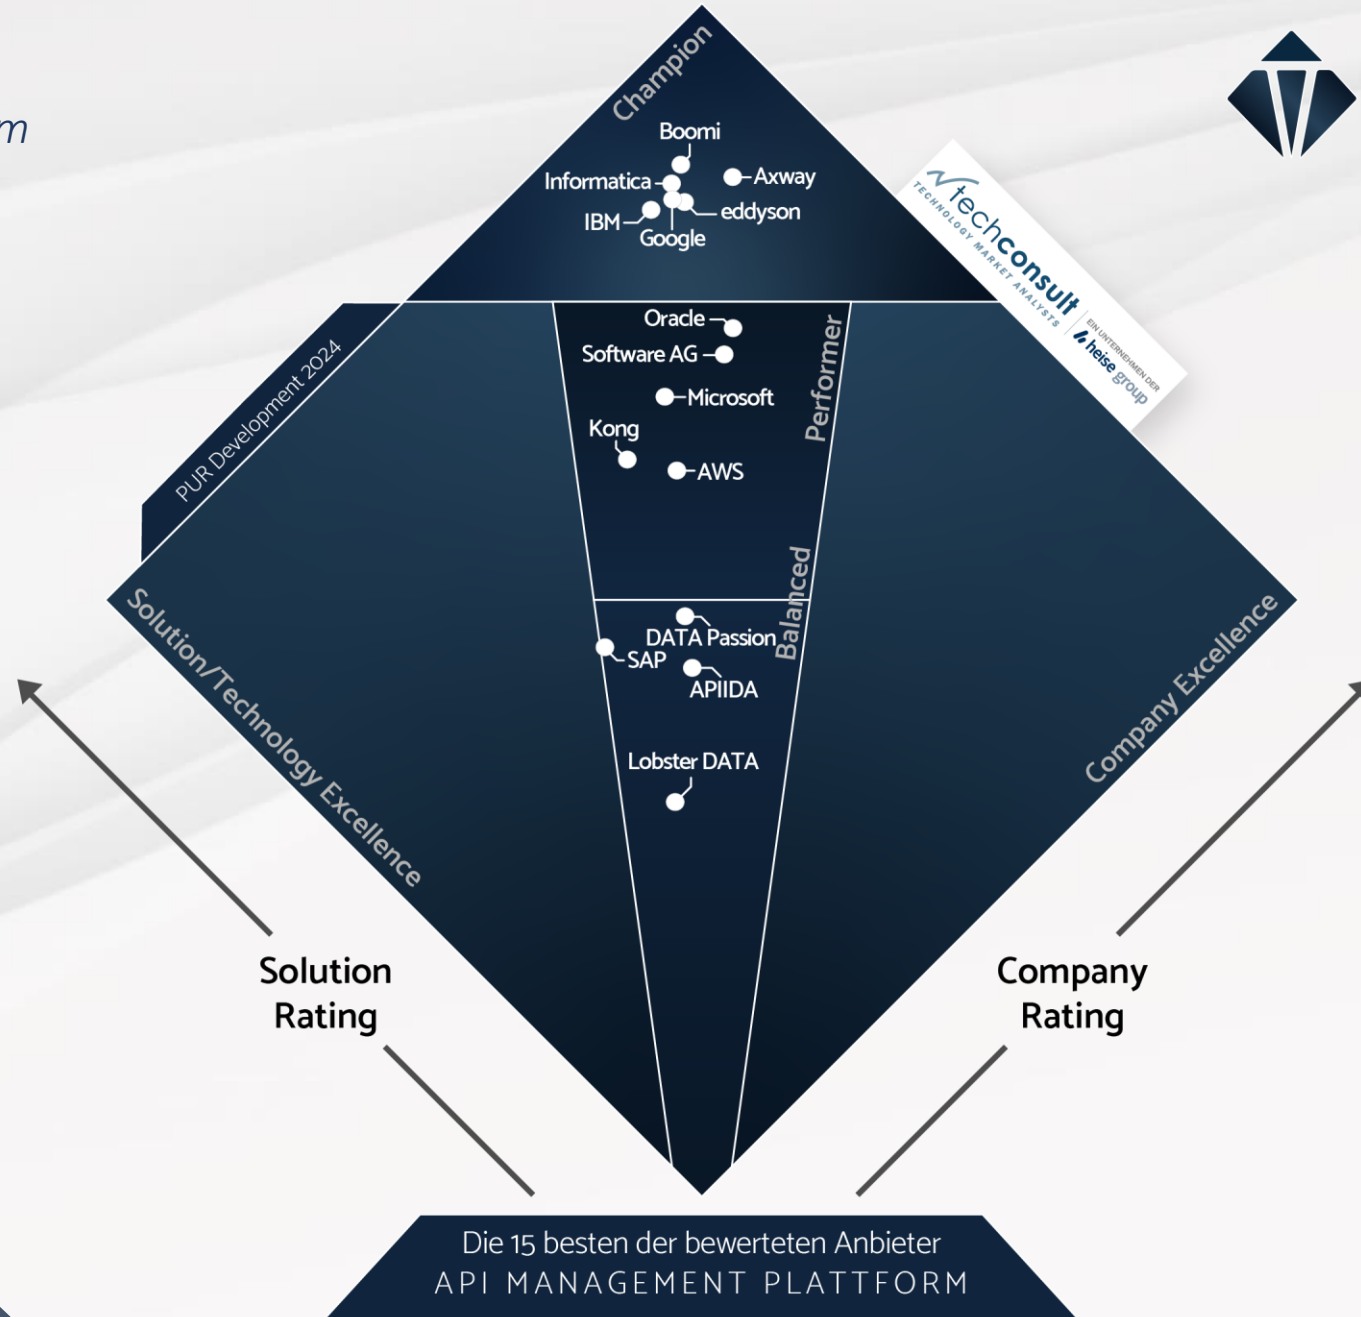 m
Champion
Boomi
Informatica
Axway
IBM
eddyson
Google
techconsult
TECHNOLOGY MARKET ANALYSTS
EIN UNTERNEHMEN DER
heise group
PUR Development 2024
Oracle
Software AG
Microsoft
Kong
AWS
Performer
Balanced
DATA Passion
SAP
APIIDA
Lobster DATA
Solution/Technology Excellence
Company Excellence
Solution
Rating
Company
Rating
Die 15 besten der bewerteten Anbieter
API MANAGEMENT PLATTFORM